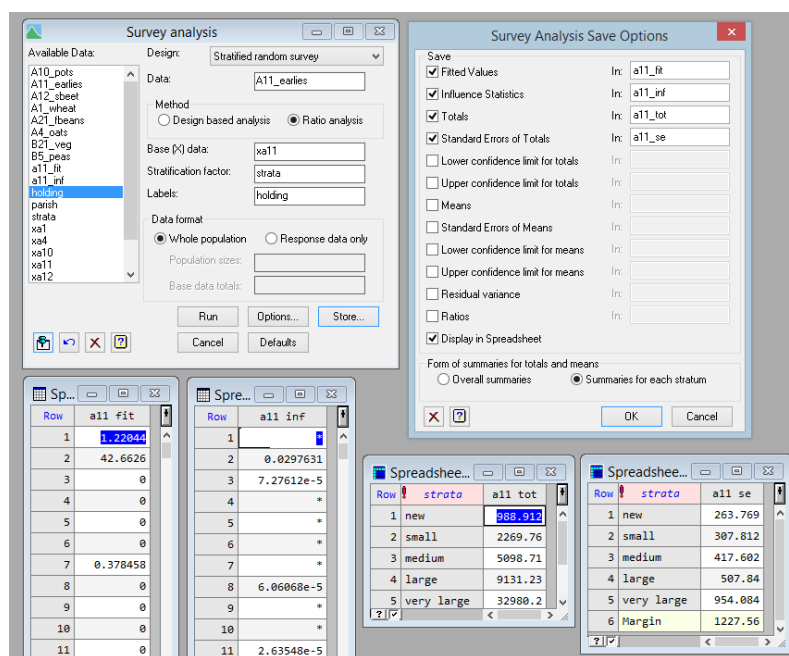 Survey analysis
Available Data:
A10_pots
A11_earlies
A12_sbeet
A1_wheat
A21_fbeans
A4_oats
B21_veg
B5_peas
a11_fit
a11_inf
holding
parish
strata
xa1
xa4
xa10
xa11
xa12
Design: Stratified random survey
Data: A11_earlies
Method
Design based analysis Ratio analysis
Base (X) data: xa11
Stratification factor: strata
Labels: holding
Data format
Whole population Response data only
Population sizes:
Base data totals:
Run Options... Store...
Cancel Defaults
Survey Analysis Save Options
Save
Fitted Values In: a11_fit
Influence Statistics In: a11_inf
Totals In: a11_tot
Standard Errors of Totals In: a11_se
Lower confidence limit for totals In:
Upper confidence limit for totals In:
Means In:
Standard Errors of Means In:
Lower confidence limit for means In:
Upper confidence limit for means In:
Residual variance In:
Ratios In:
Display in Spreadsheet
Form of summaries for totals and means
Overall summaries Summaries for each stratum
OK Cancel
Sp...
Row a11 fit
1 1.22044
2 42.6626
3 0
4 0
5 0
6 0
7 0.378458
8 0
9 0
10 0
11 0
Spre...
Row a11 inf
1 *
2 0.0297631
3 7.27612e-5
4 *
5 *
6 *
7 *
8 6.06068e-5
9 *
10 *
11 2.63548e-5
Spreadshee...
Row ! strata a11 tot
1 new 988.912
2 small 2269.76
3 medium 5098.71
4 large 9131.23
5 very large 32980.2
Spreadshee...
Row ! strata a11 se
1 new 263.769
2 small 307.812
3 medium 417.602
4 large 507.84
5 very large 954.084
6 Margin 1227.56